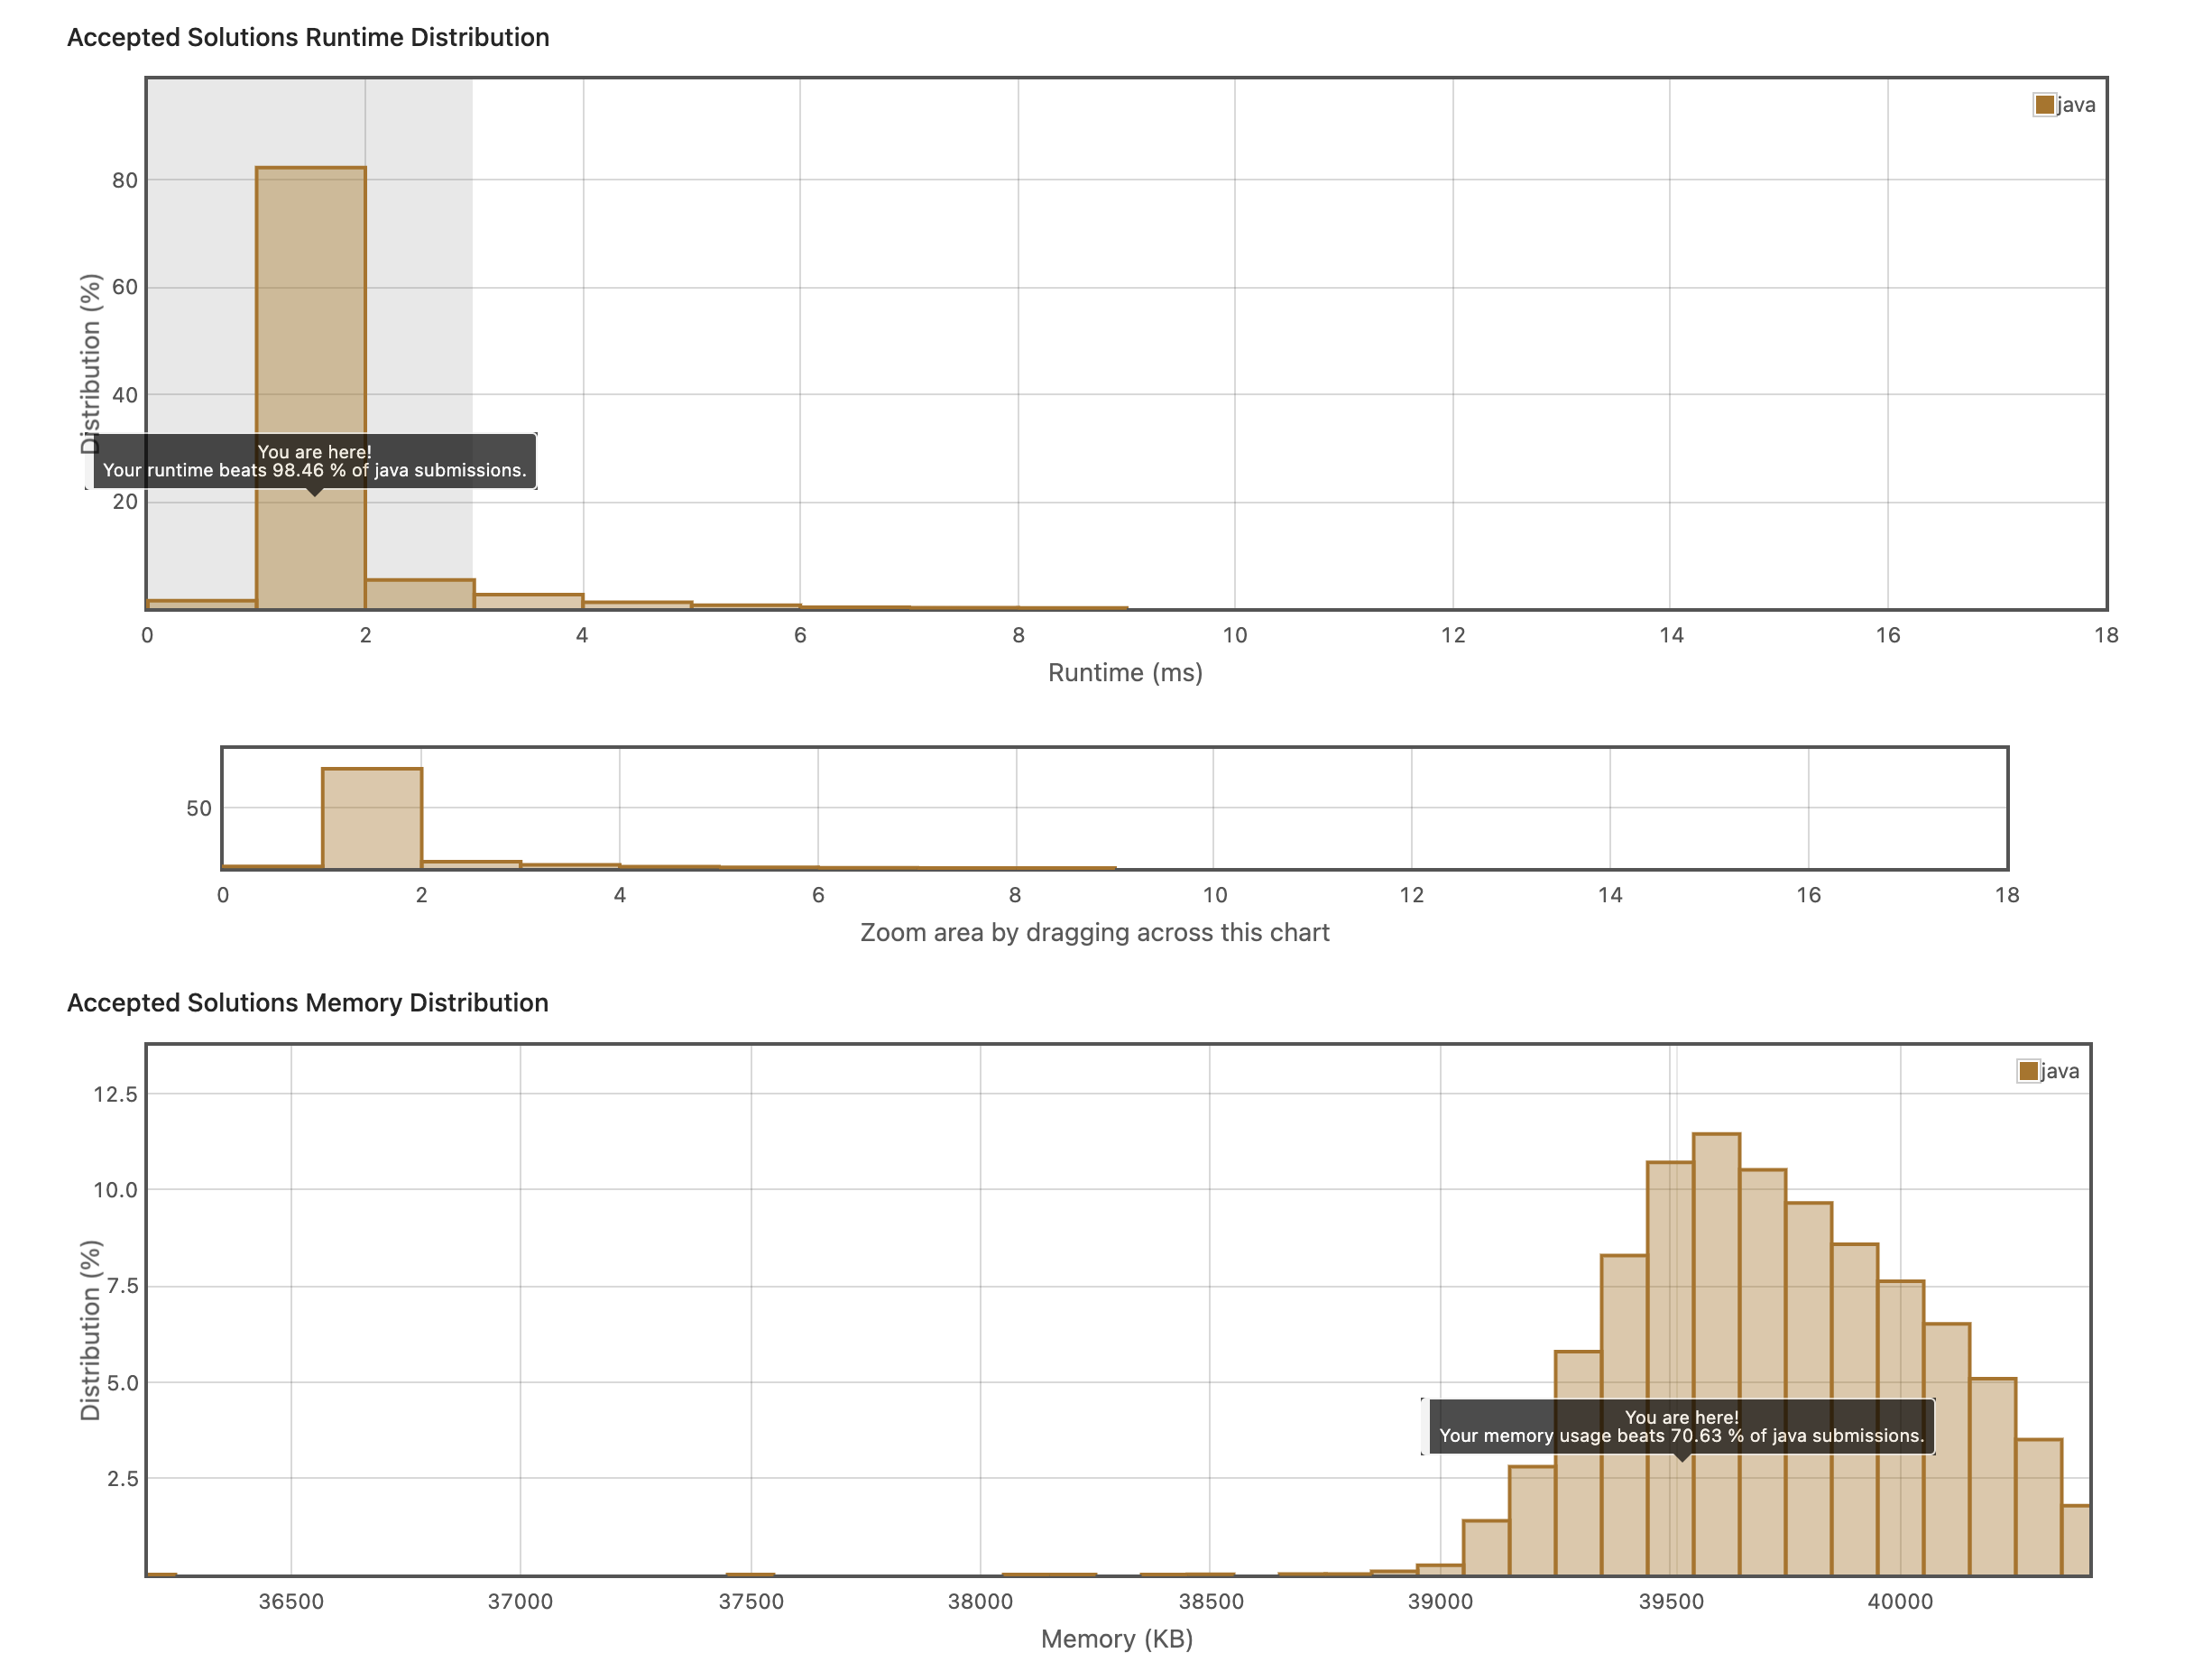 Accepted Solutions Runtime Distribution
java
Distribution (%)
80
60
40
20
You are here!
Your runtime beats 98.46 % of java submissions.
0 2 4 6 8 10 12 14 16 18
Runtime (ms)
50
0 2 4 6 8 10 12 14 16 18
Zoom area by dragging across this chart
Accepted Solutions Memory Distribution
java
Distribution (%)
12.5
10.0
7.5
5.0
2.5
You are here!
Your memory usage beats 70.63 % of java submissions.
36500 37000 37500 38000 38500 39000 39500 40000
Memory (KB)